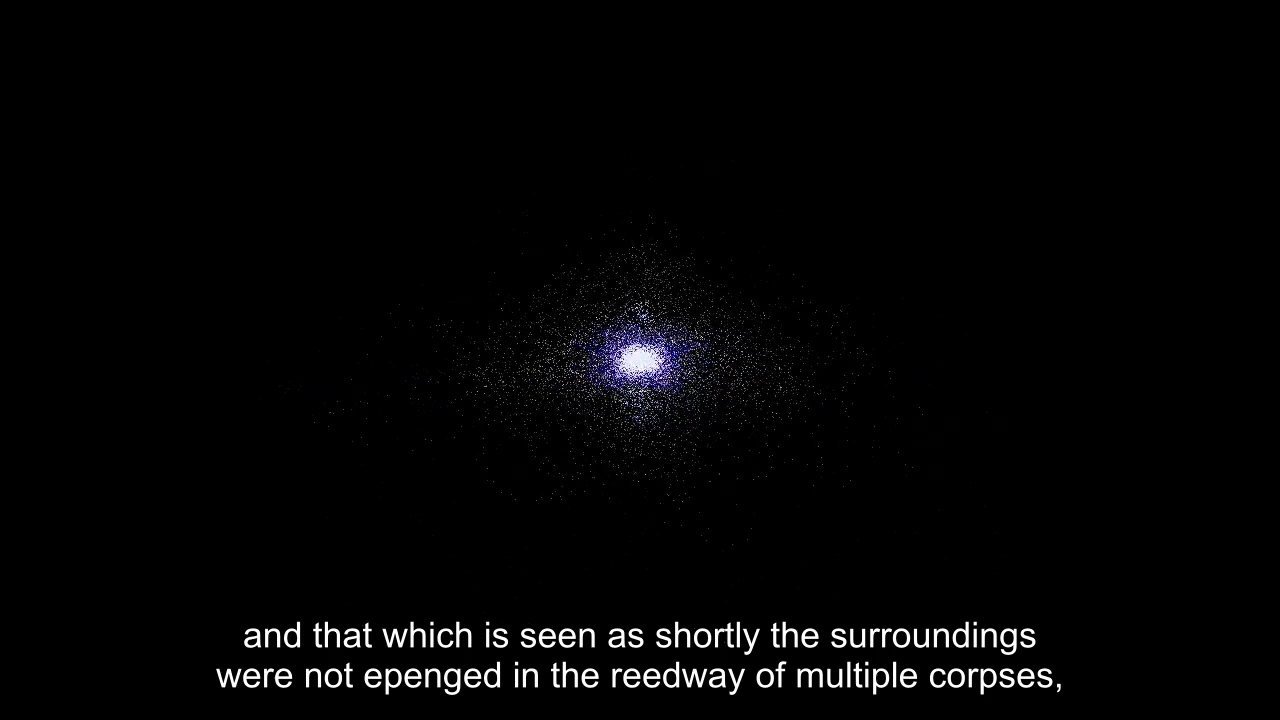 and that which is seen as shortly the surroundings
were not epenged in the reedway of multiple corpses,